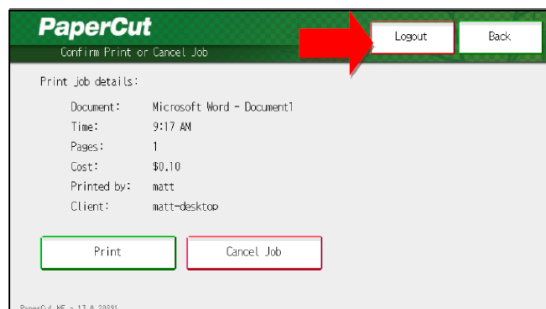 PaperCut
Logout
Back
Confirm Print or Cancel Job
Print job details:
Document: Microsoft Word - Document1
Time: 9:17 AM
Pages: 1
Cost: $0.10
Printed by: matt
Client: matt-desktop
Print
Cancel Job